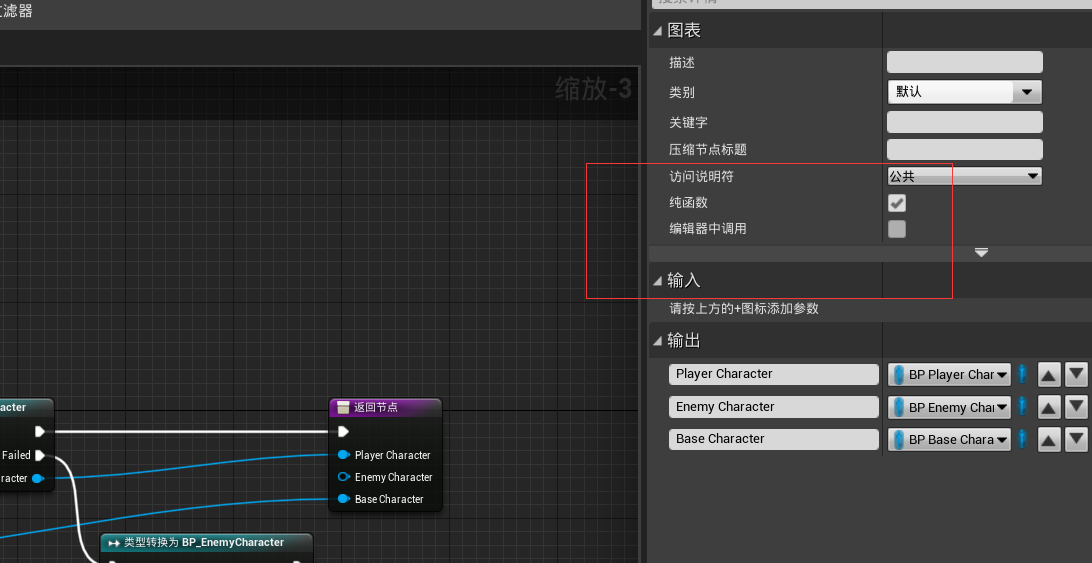 过滤器
缩放-3
图表
描述
类别
默认
关键字
压缩节点标题
访问说明符
公共
纯函数
编辑器中调用
输入
请按上方的+图标添加参数
输出
Player Character
BP Player Char
Enemy Character
BP Enemy Cha
Base Character
BP Base Chara
acter
Failed
racter
返回节点
Player Character
Enemy Character
Base Character
类型转换为 BP_EnemyCharacter